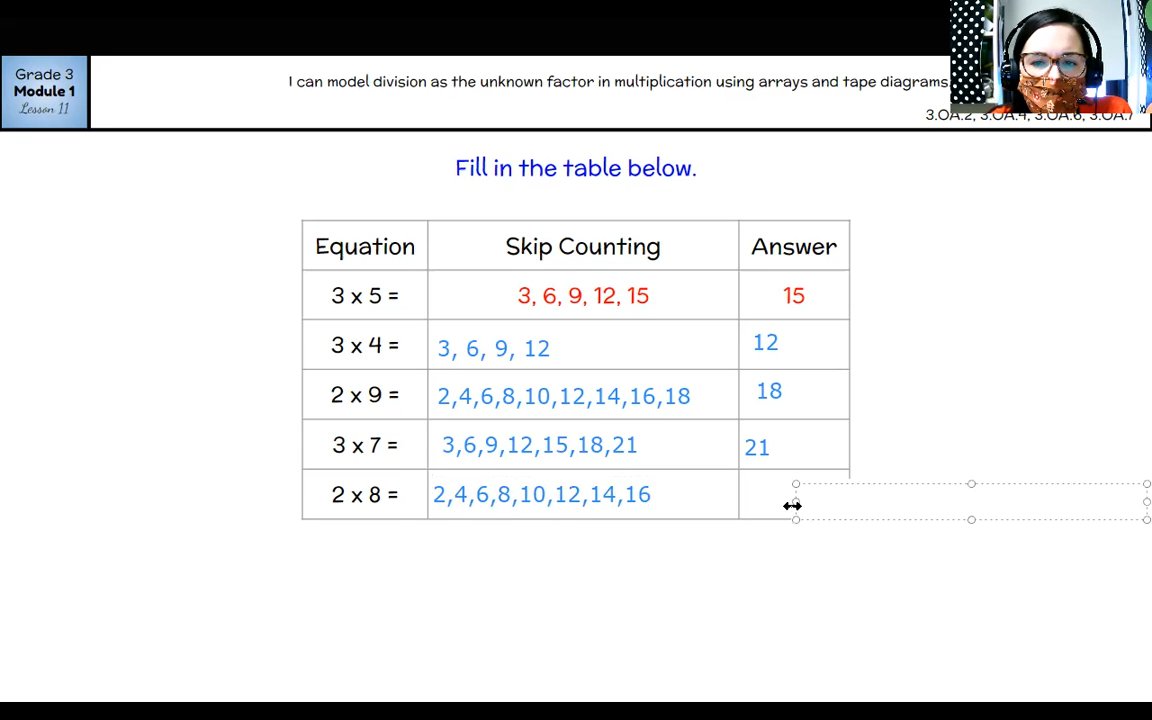 Grade 3
Module 1
Lesson 11
I can model division as the unknown factor in multiplication using arrays and tape diagrams.
3.OA.2, 3.OA.4, 3.OA.6, 3.OA.7
Fill in the table below.
Equation Skip Counting Answer
3 x 5 = 3, 6, 9, 12, 15 15
3 x 4 = 3, 6, 9, 12 12
2 x 9 = 2,4,6,8,10,12,14,16,18 18
3 x 7 = 3,6,9,12,15,18,21 21
2 x 8 = 2,4,6,8,10,12,14,16